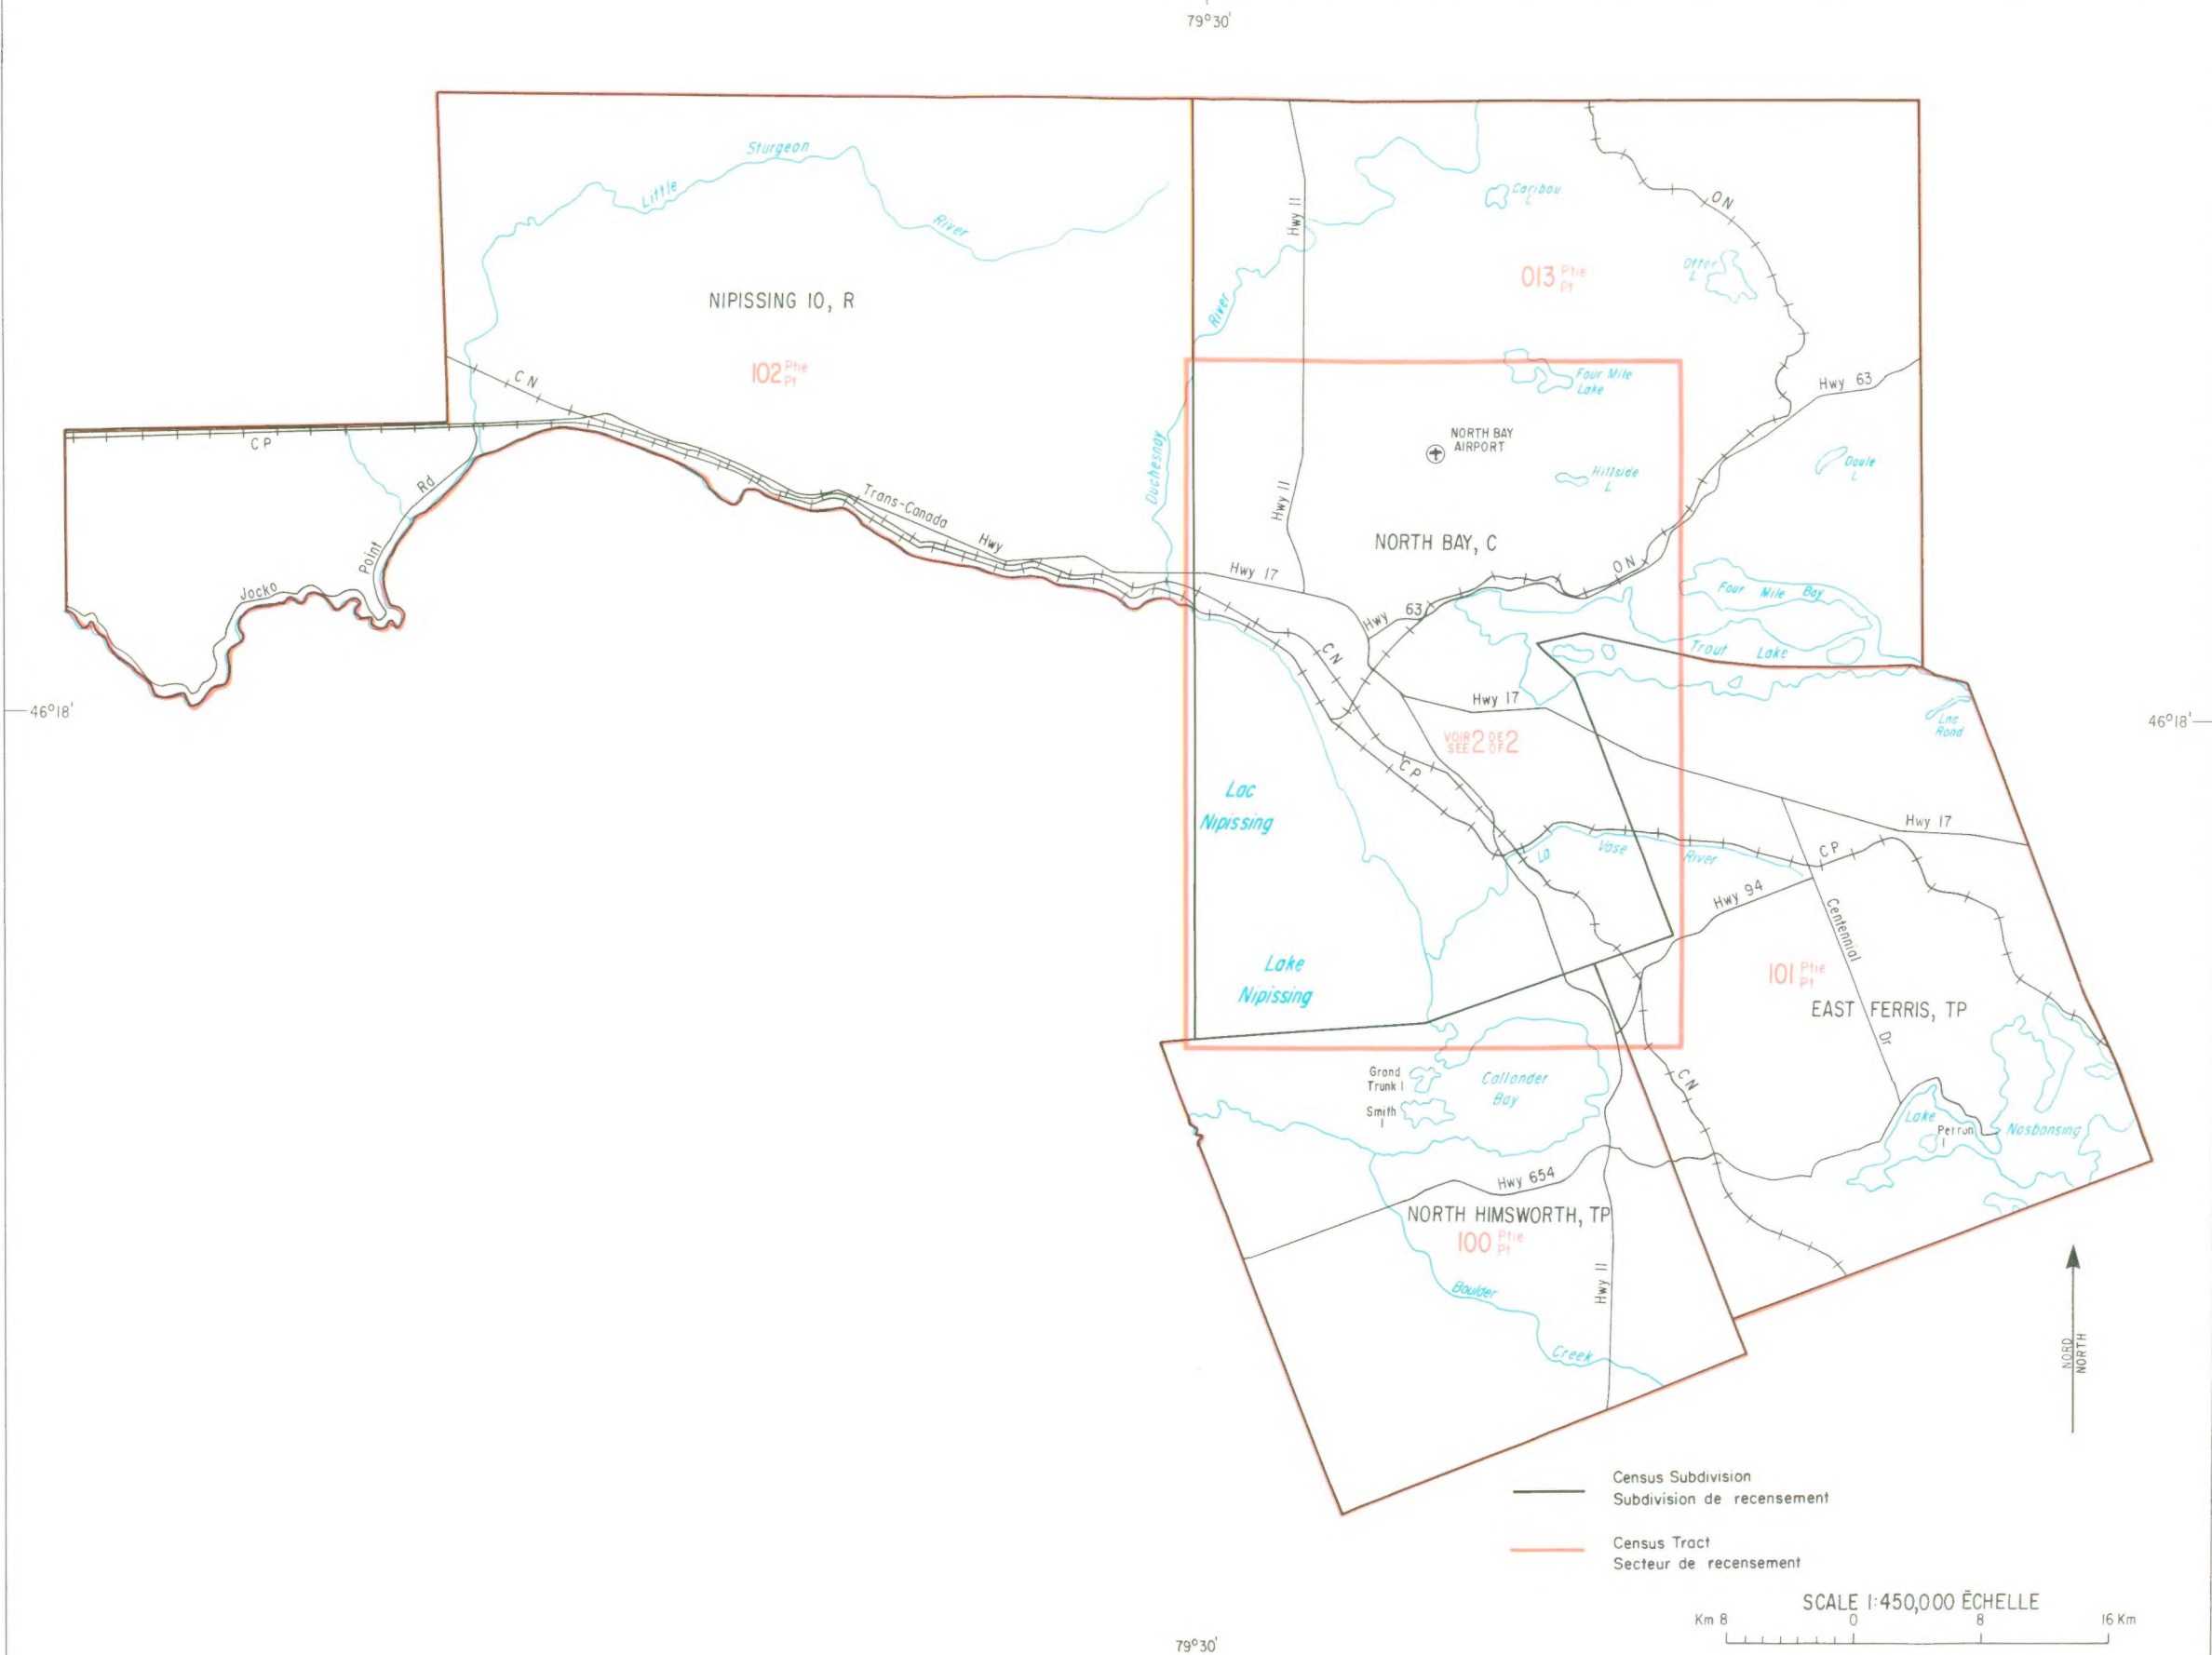 79°30'
Sturgeon
Little
River
Hwy 11
Caribou
L
ON
NIPISSING 10, R
013 Ptie
Pt
Otter
L
River
102 Ptie
Pt
CN
Four Mile
Lake
Hwy 63
CP
NORTH BAY
AIRPORT
Doule
L
Hillside
L
Rd
Duchesnay
Trans-Canada
Hwy
Hwy 11
NORTH BAY, C
Point
ON
Hwy 17
Jocko
Four Mile Bay
Hwy 63
CN
Trout Lake
46°18'
Hwy 17
46°18'
Lac
Rond
VOIR 2 DE 2
SEE OF
CP
Lac
Nipissing
Hwy 17
La Vase River
CP
Hwy 94
Centennial
Dr
Lake
Nipissing
101 Ptie
Pt
EAST FERRIS, TP
Grand
Trunk I
Callander
Bay
CN
Smith
I
Lake
Perron
I
Nosbonsing
Hwy 654
NORTH HIMSWORTH, TP
100 Ptie
Pt
Hwy 11
Boulder
Creek
NORD
NORTH
Census Subdivision
Subdivision de recensement
Census Tract
Secteur de recensement
SCALE 1:450,000 ÉCHELLE
Km 8 0 8 16 Km
79°30'